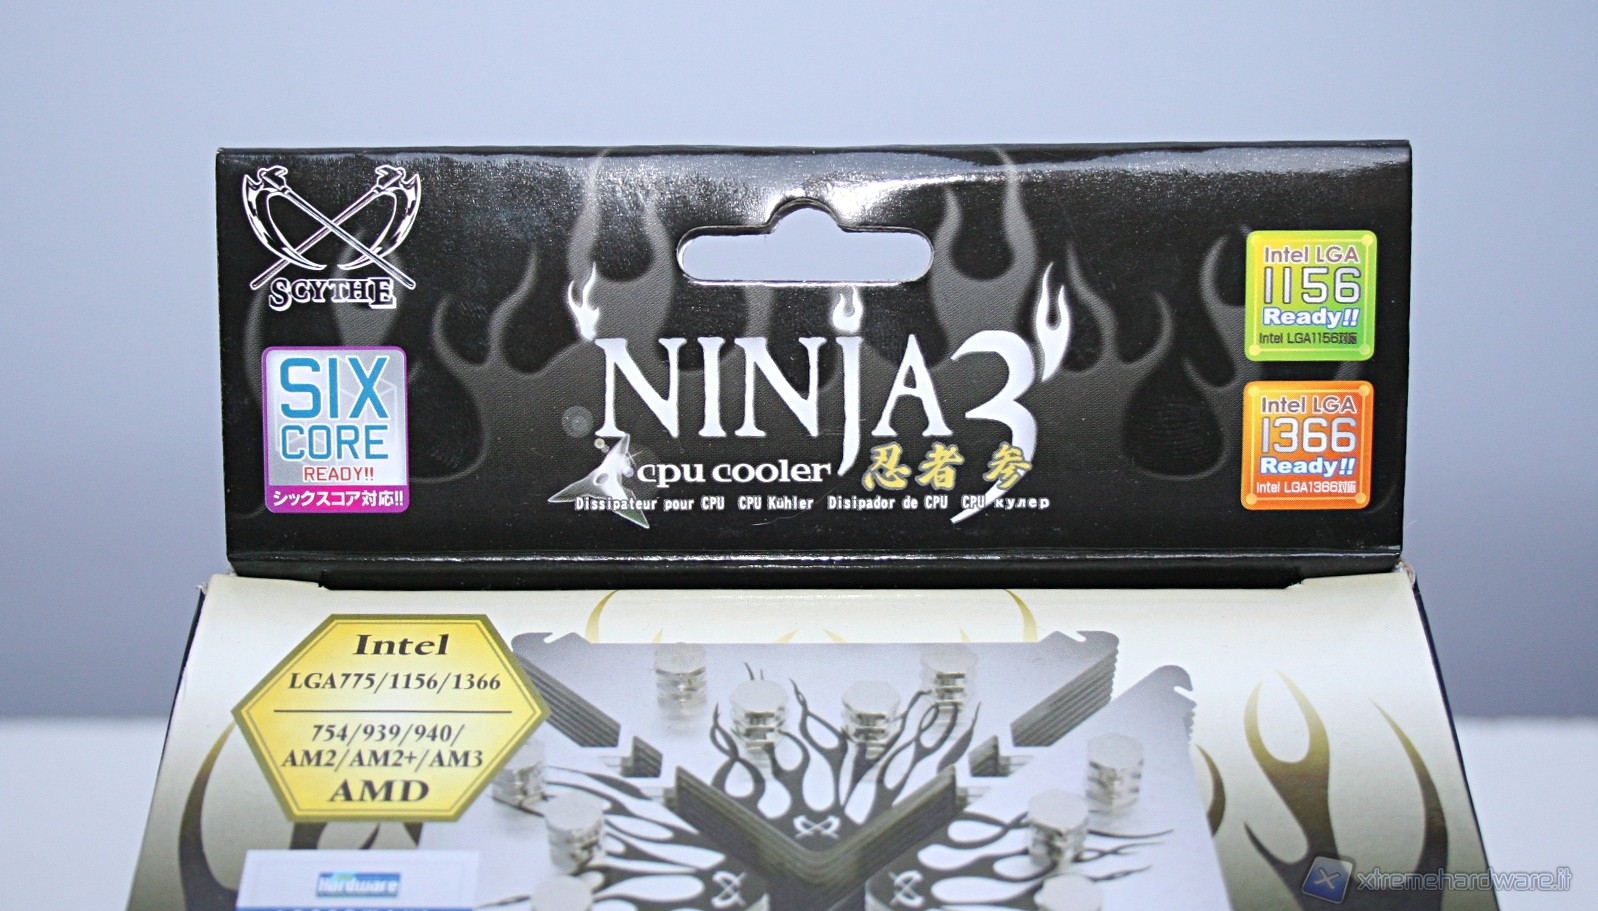 SCYTHE
SIX
CORE
READY!!
シックスコア対応!!
NINJA3
cpu cooler 忍者 参
Dissipateur pour CPU CPU Kühler Disipador de CPU CPU кулер
Intel LGA
1156
Ready!!
Intel LGA1156対応
Intel LGA
1366
Ready!!
Intel LGA1366対応
Intel
LGA775/1156/1366
754/939/940/
AM2/AM2+/AM3
AMD
Hardware
xtremehardware.it